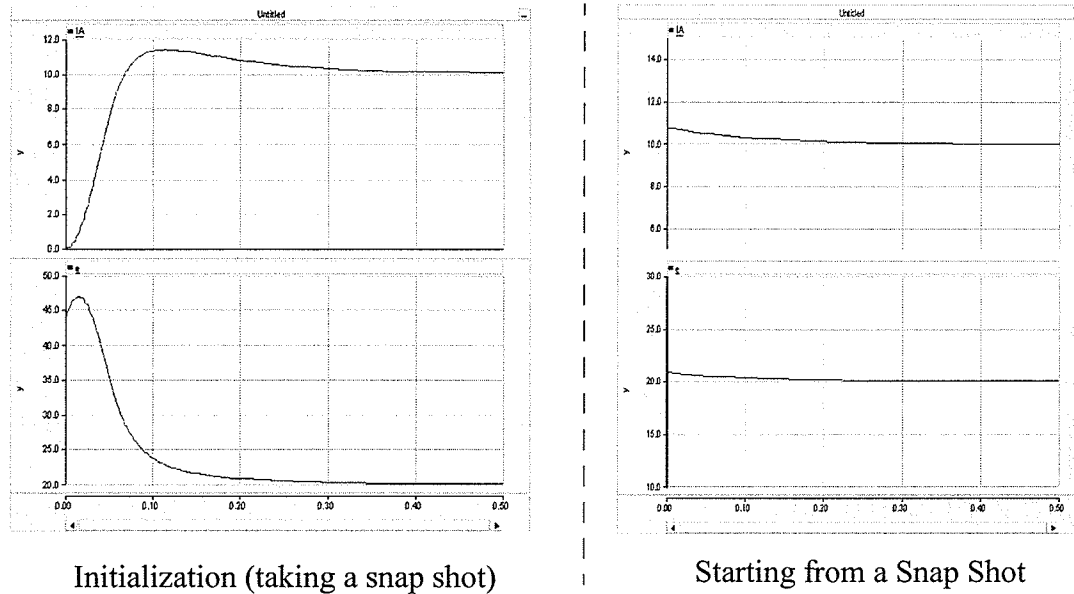 Untitled
IA
12.0
10.0
8.0
6.0
4.0
2.0
0.0
y
e
50.0
45.0
40.0
35.0
30.0
25.0
20.0
y
0.00 0.10 0.20 0.30 0.40 0.50
Initialization (taking a snap shot)
Untitled
IA
14.0
12.0
10.0
8.0
6.0
y
e
30.0
25.0
20.0
15.0
10.0
y
0.00 0.10 0.20 0.30 0.40 0.50
Starting from a Snap Shot